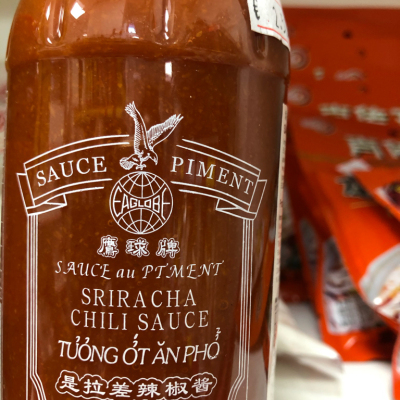 SAUCE PIMENT
EAGLOBE
鷹球牌
SAUCE au PIMENT
SRIRACHA
CHILI SAUCE
TƯƠNG ỚT ĂN PHỞ
是拉差辣椒醬